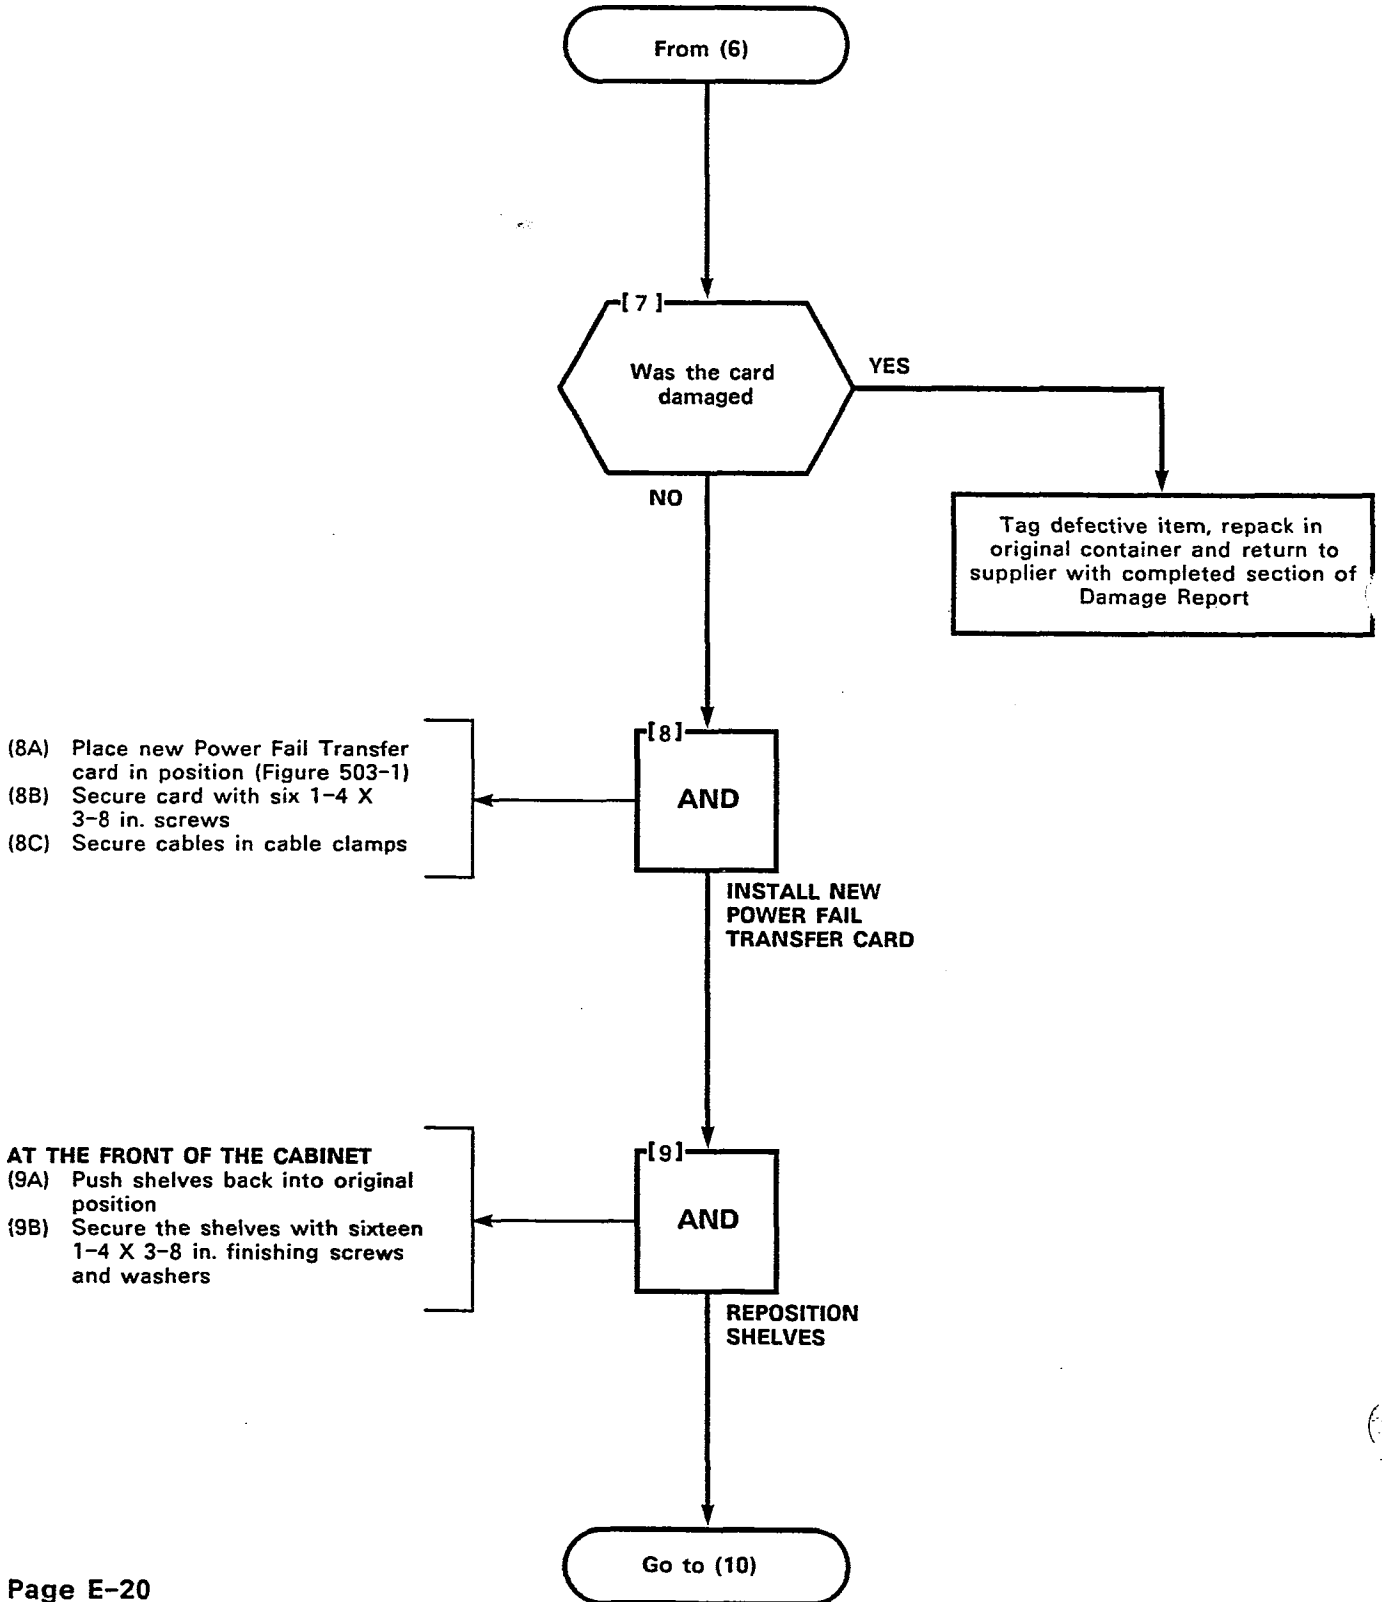 From (6)
[ 7 ]
Was the card
damaged
YES
NO
Tag defective item, repack in
original container and return to
supplier with completed section of
Damage Report
(8A) Place new Power Fail Transfer
card in position (Figure 503-1)
(8B) Secure card with six 1-4 X
3-8 in. screws
(8C) Secure cables in cable clamps
[8]
AND
INSTALL NEW
POWER FAIL
TRANSFER CARD
AT THE FRONT OF THE CABINET
(9A) Push shelves back into original
position
(9B) Secure the shelves with sixteen
1-4 X 3-8 in. finishing screws
and washers
[9]
AND
REPOSITION
SHELVES
Go to (10)
Page E-20